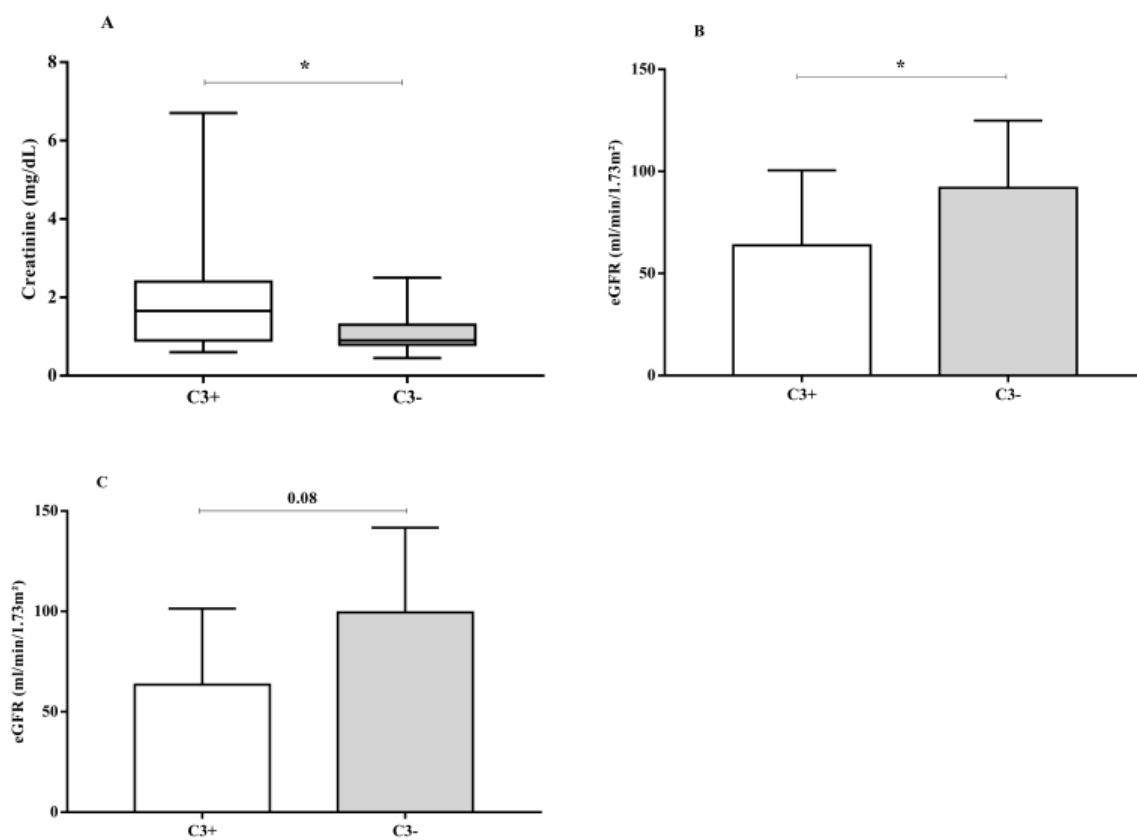 A
Creatinine (mg/dL)
8
6
4
2
0
*
C3+ C3-
B
eGFR (ml/min/1.73m²)
150
100
50
0
*
C3+ C3-
C
eGFR (ml/min/1.73m²)
150
100
50
0
0.08
C3+ C3-